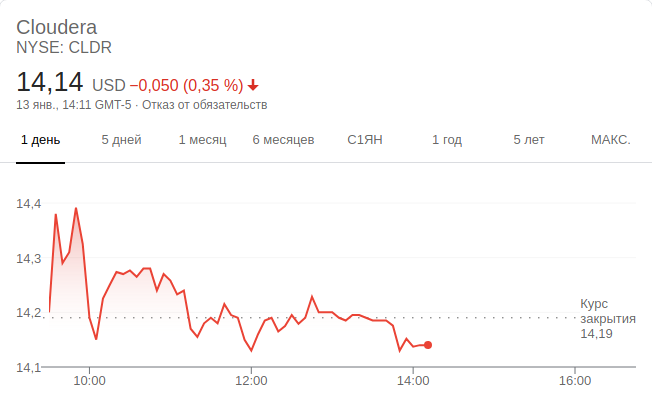 Cloudera
NYSE: CLDR
14,14 USD −0,050 (0,35 %)
13 янв., 14:11 GMT-5 · Отказ от обязательств
1 день 5 дней 1 месяц 6 месяцев С1ЯН 1 год 5 лет МАКС.
14,4
14,3
14,2
14,1
Курс
закрытия
14,19
10:00 12:00 14:00 16:00